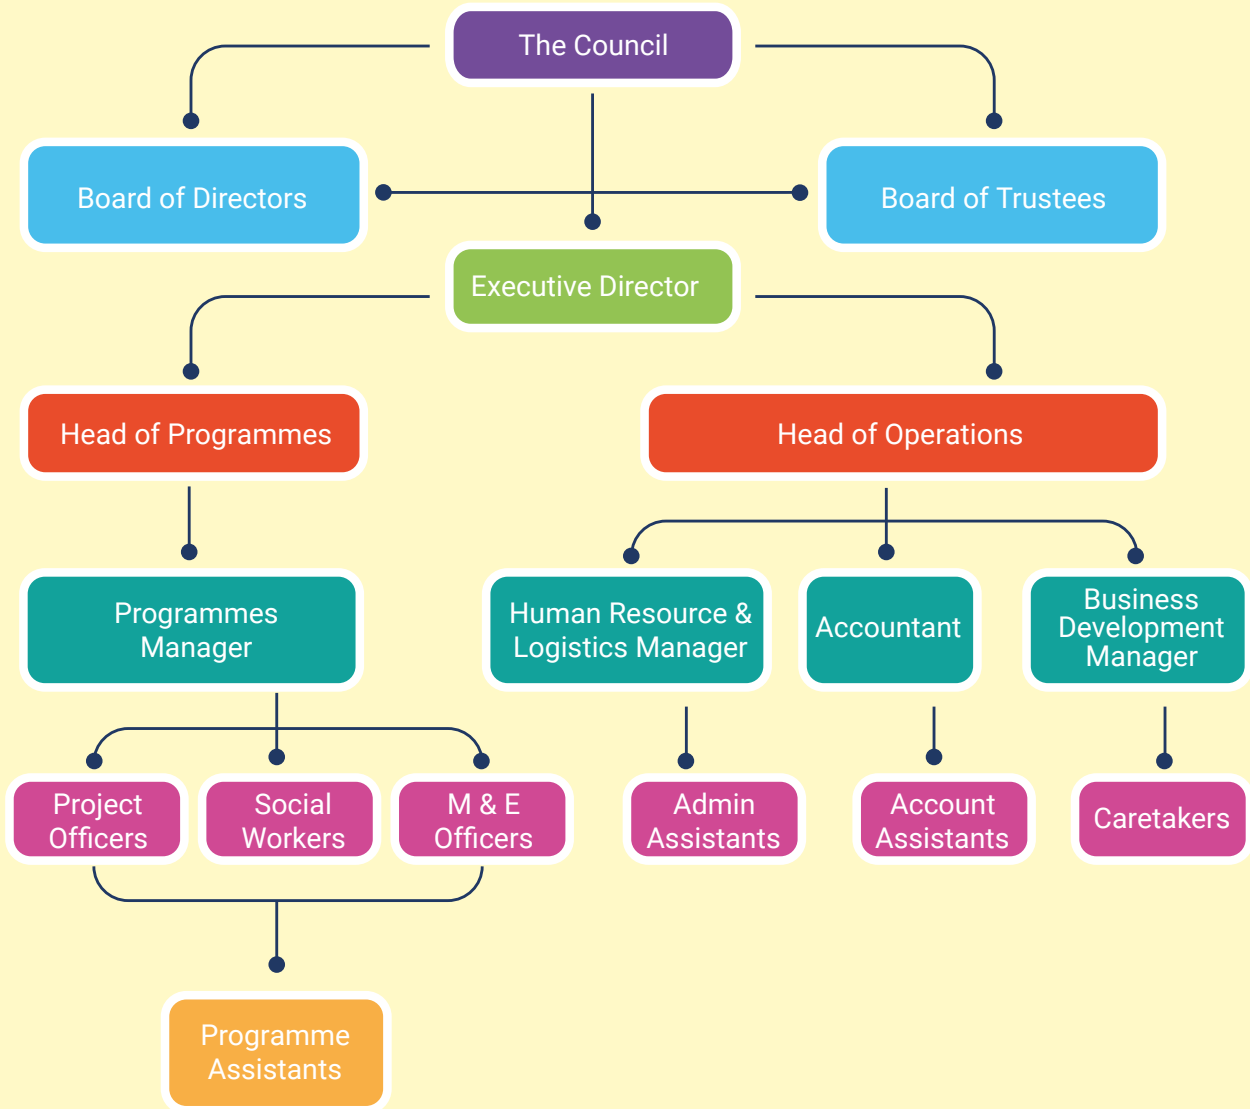 The Council
Board of Directors
Board of Trustees
Executive Director
Head of Programmes
Head of Operations
Programmes
Manager
Human Resource &
Logistics Manager
Accountant
Business
Development
Manager
Project
Officers
Social
Workers
M & E
Officers
Admin
Assistants
Account
Assistants
Caretakers
Programme
Assistants